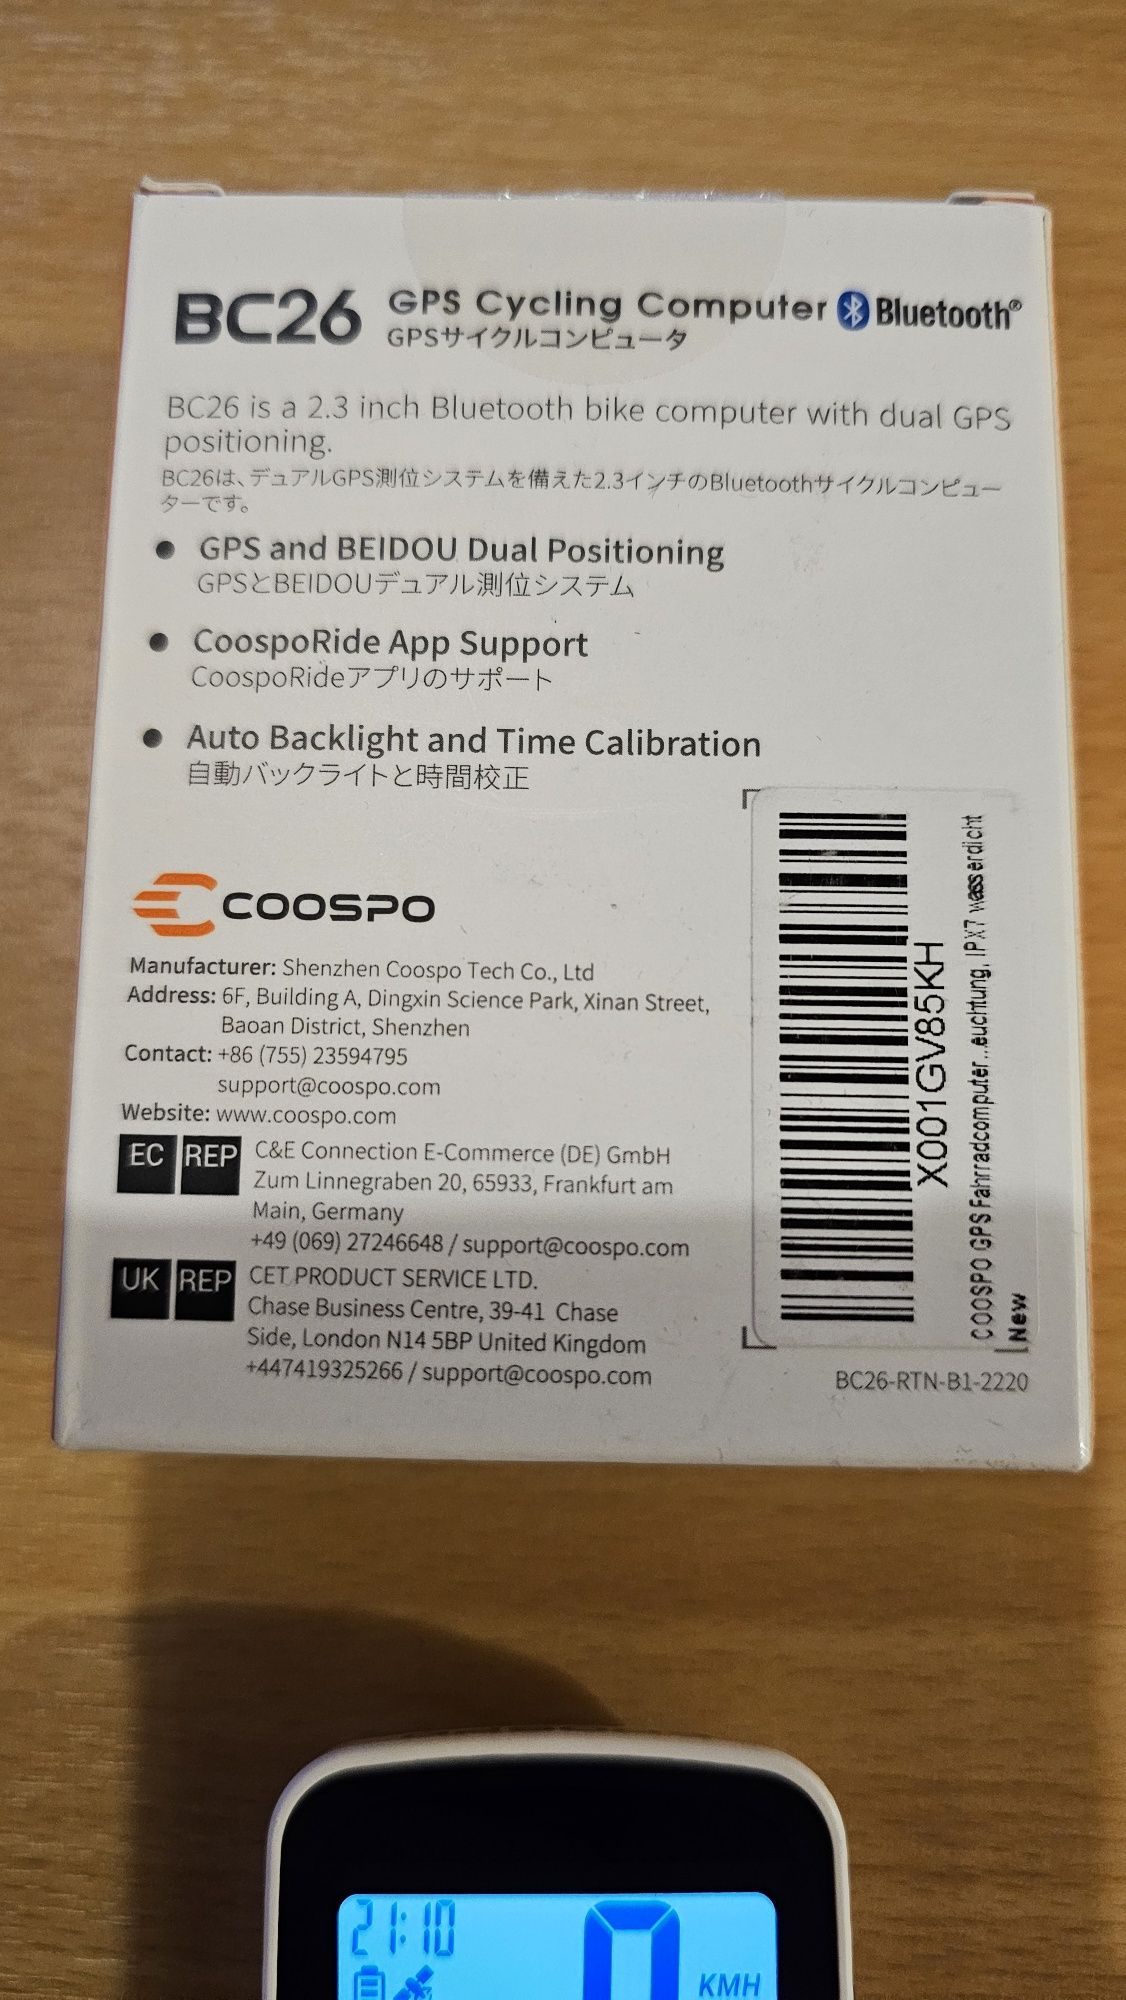 BC26 GPS Cycling Computer Bluetooth®
GPSサイクルコンピュータ
BC26 is a 2.3 inch Bluetooth bike computer with dual GPS
positioning.
BC26は、デュアルGPS測位システムを備えた2.3インチのBluetoothサイクルコンピュー
ターです。
GPS and BEIDOU Dual Positioning
GPSとBEIDOUデュアル測位システム
CoospoRide App Support
CoospoRideアプリのサポート
Auto Backlight and Time Calibration
自動バックライトと時間校正
COOSPO
Manufacturer: Shenzhen Coospo Tech Co., Ltd
Address: 6F, Building A, Dingxin Science Park, Xinan Street,
Baoan District, Shenzhen
Contact: +86 (755) 23594795
support@coospo.com
Website: www.coospo.com
EC REP C&E Connection E-Commerce (DE) GmbH
Zum Linnegraben 20, 65933, Frankfurt am
Main, Germany
+49 (069) 27246648 / support@coospo.com
UK REP CET PRODUCT SERVICE LTD.
Chase Business Centre, 39-41 Chase
Side, London N14 5BP United Kingdom
+447419325266 / support@coospo.com
X001GV85KH
COOSPO GPS Fahrradcomputer...euchtung, IPX7 wasserdicht
New
BC26-RTN-B1-2220
21:10
0
KMH